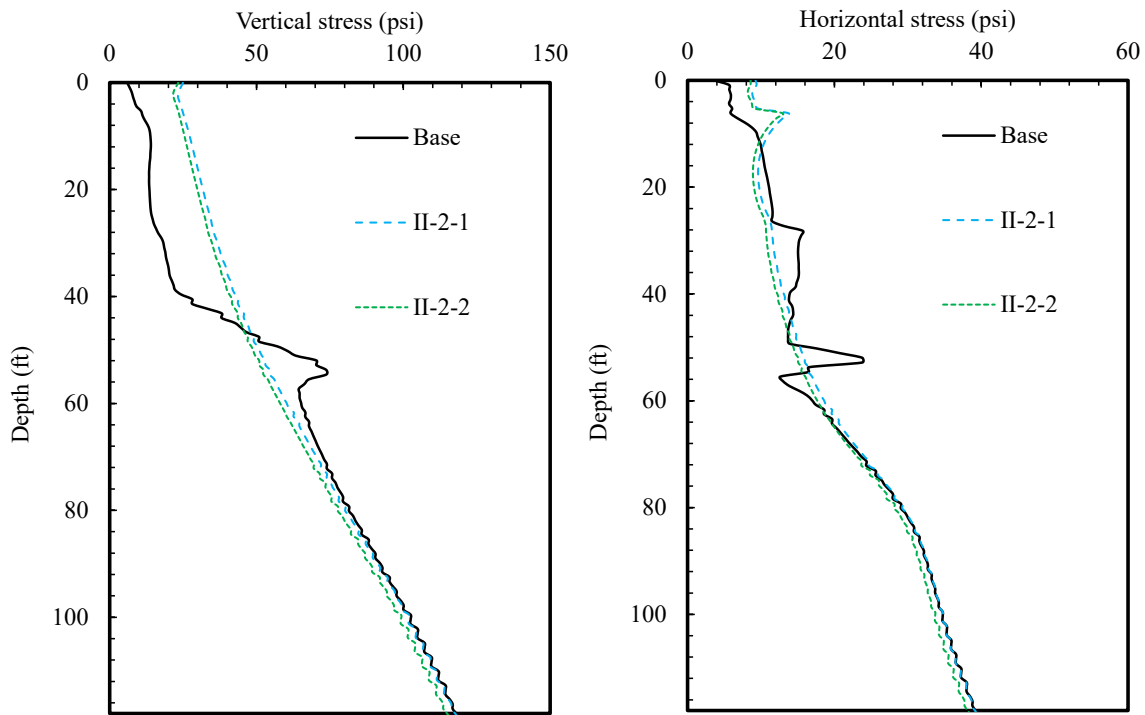 Vertical stress (psi)
0 50 100 150
0
20
40
60
80
100
Depth (ft)
Base
II-2-1
II-2-2
Horizontal stress (psi)
0 20 40 60
0
20
40
60
80
100
Depth (ft)
Base
II-2-1
II-2-2